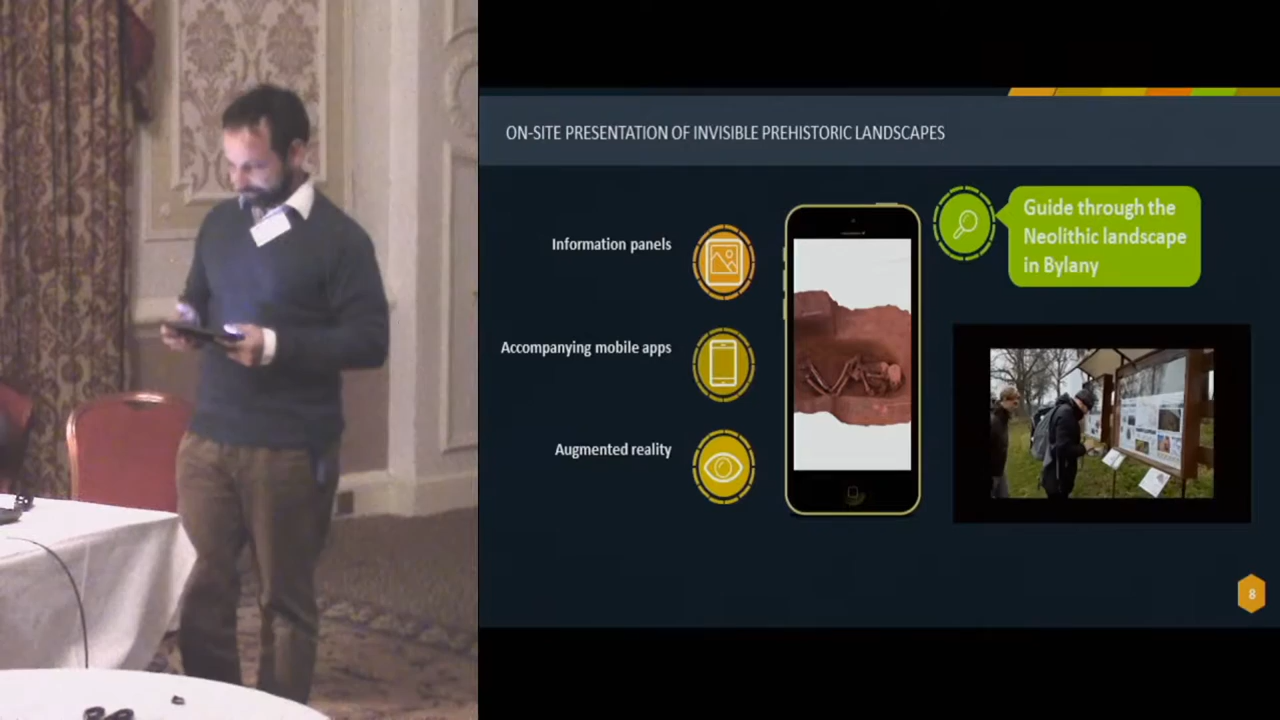 ON-SITE PRESENTATION OF INVISIBLE PREHISTORIC LANDSCAPES
Information panels
Accompanying mobile apps
Augmented reality
Guide through the
Neolithic landscape
in Bylany
8